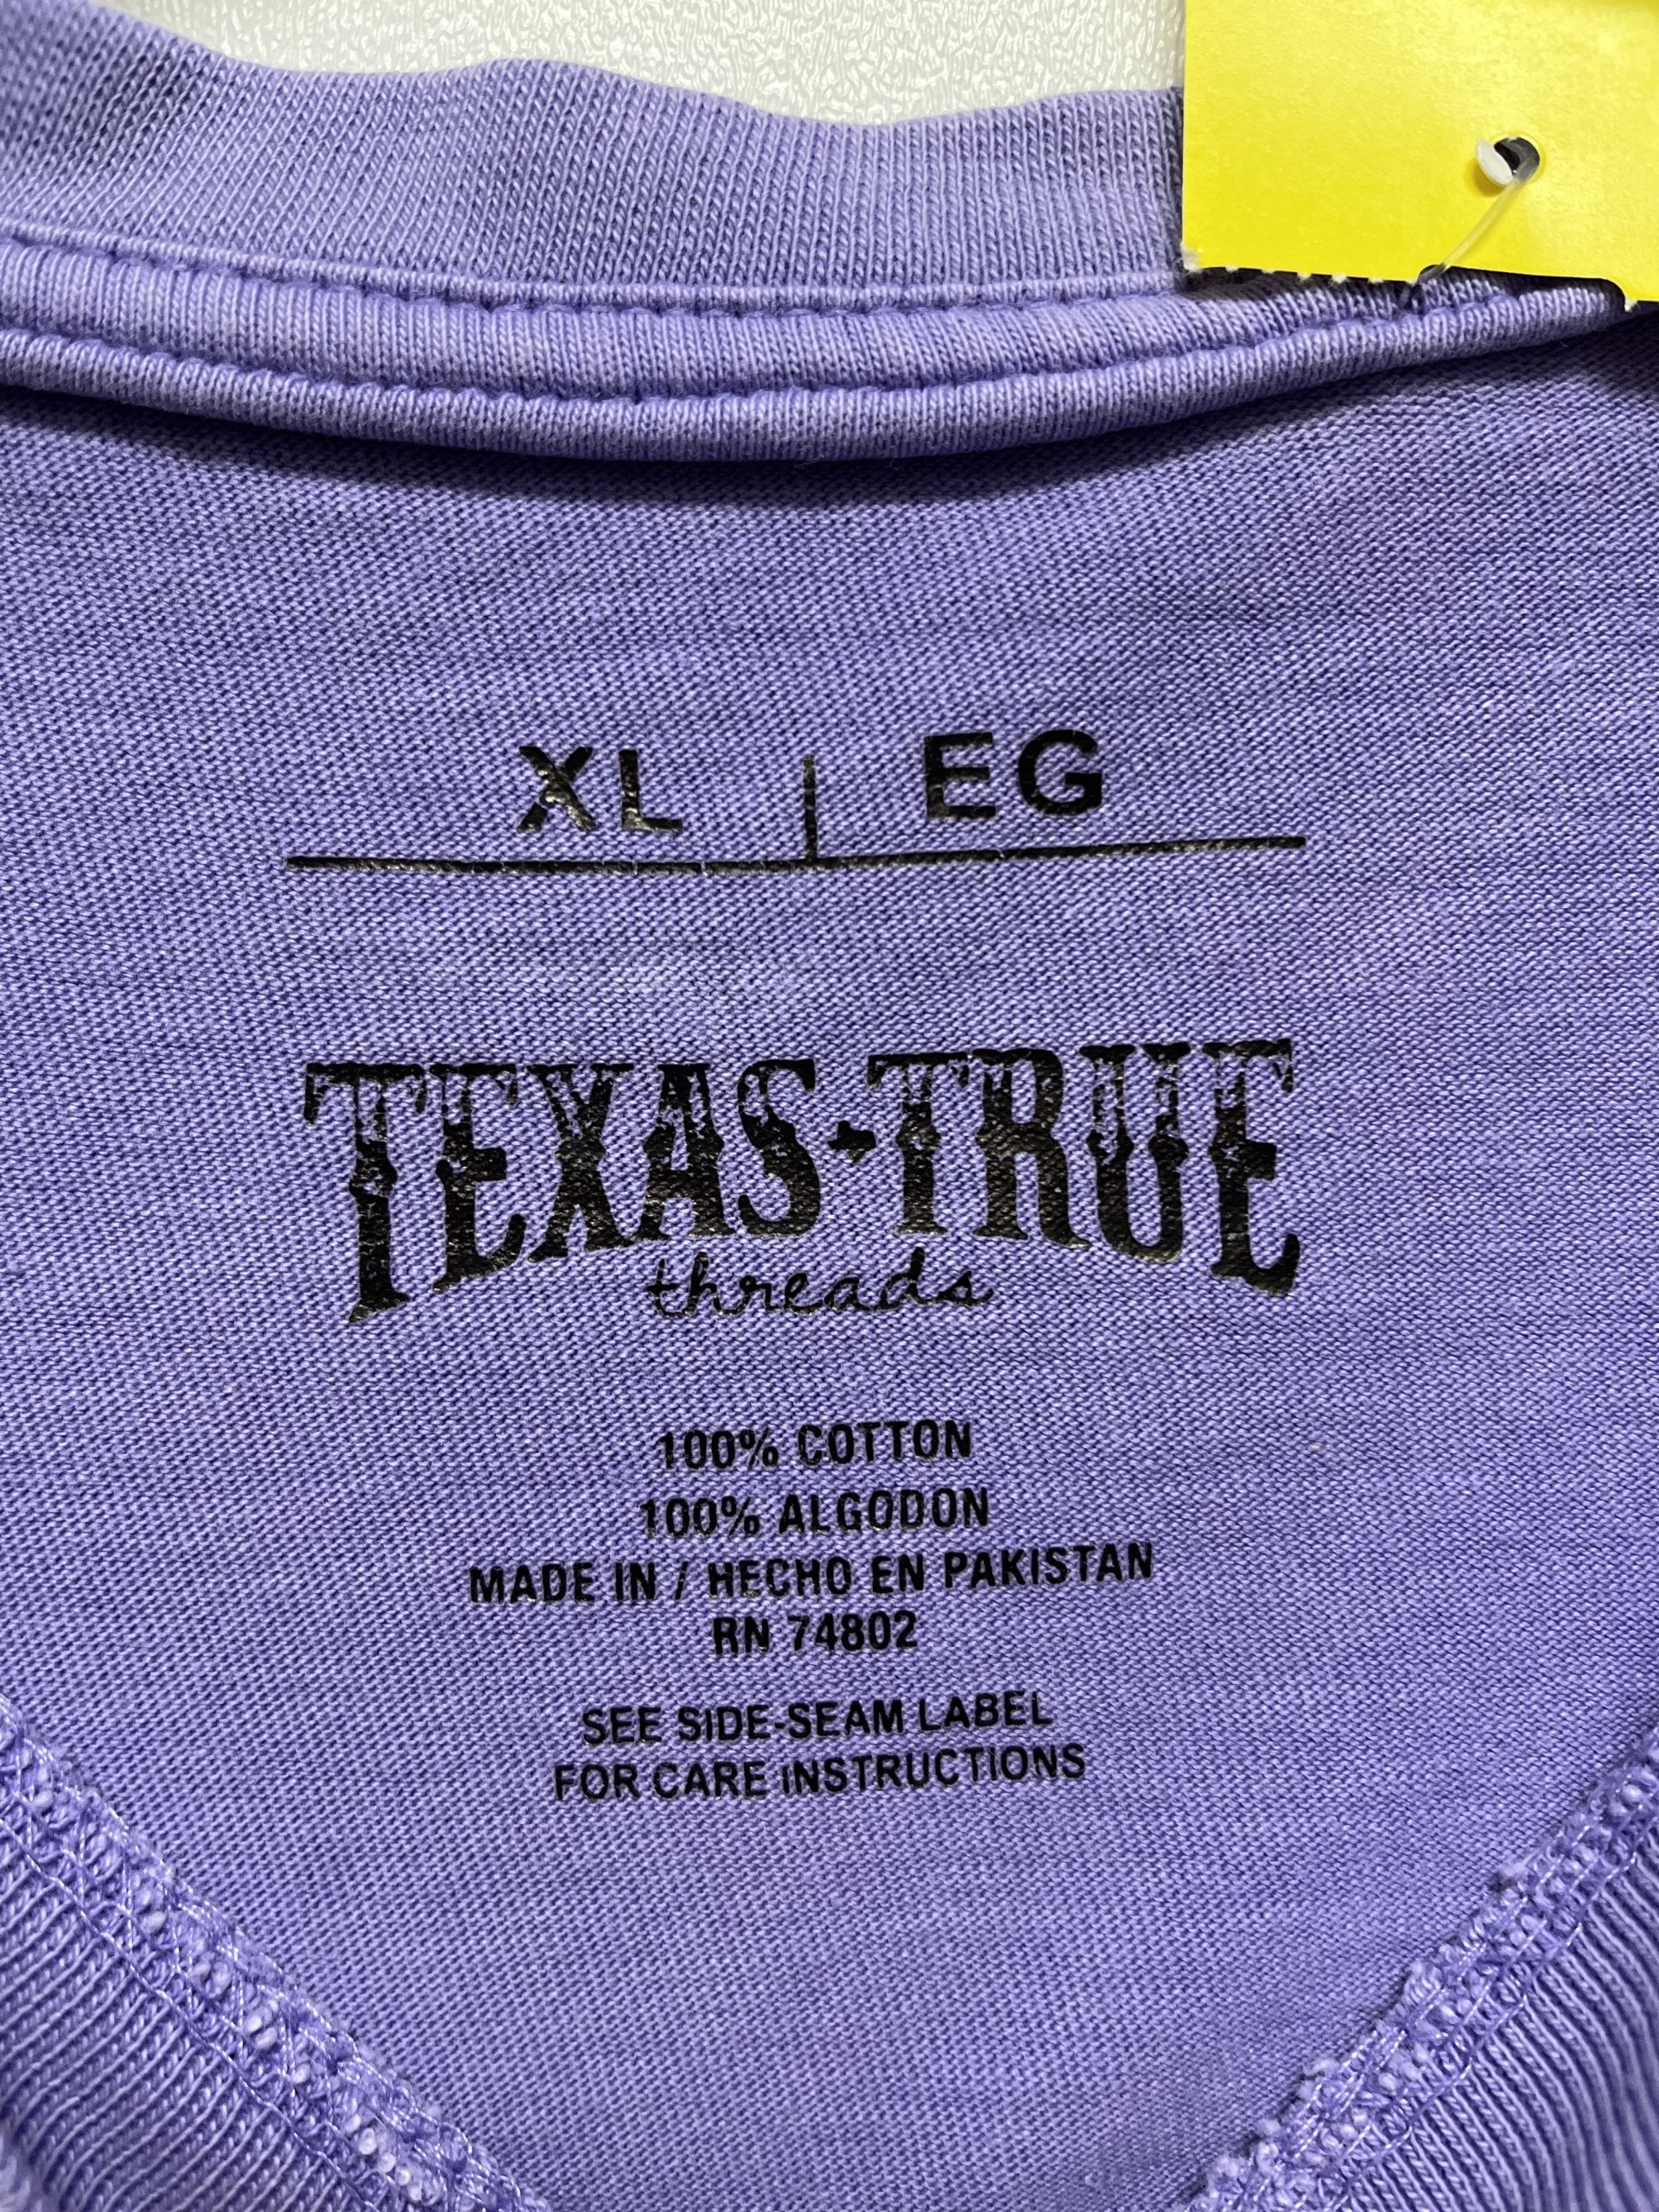 XL | EG
TEXAS-TRUE
threads
100% COTTON
100% ALGODON
MADE IN / HECHO EN PAKISTAN
RN 74802
SEE SIDE-SEAM LABEL
FOR CARE INSTRUCTIONS